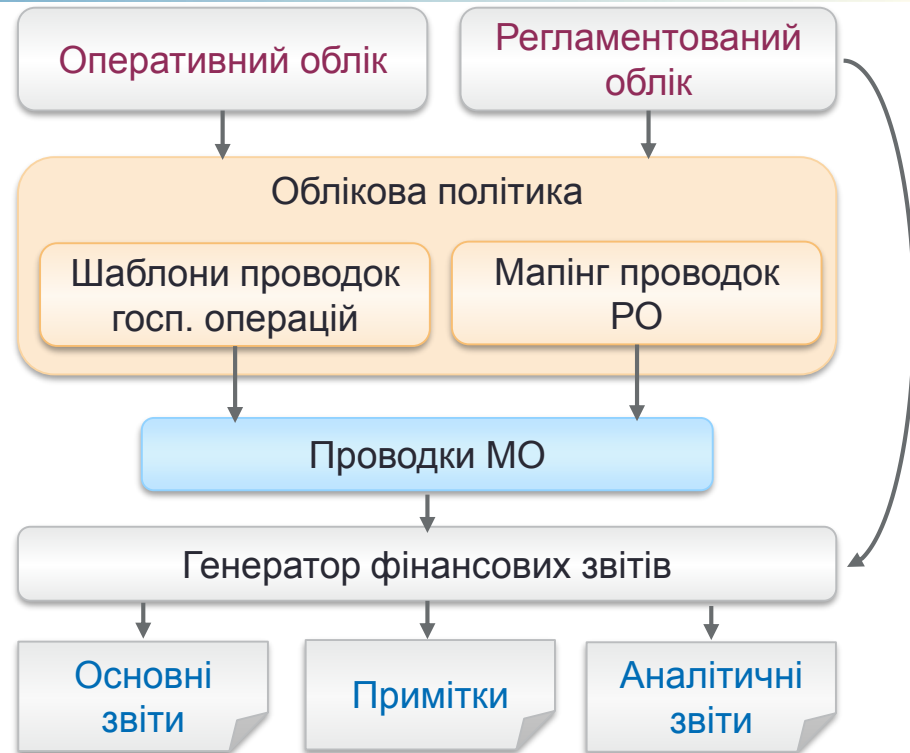 Оперативний облік
Регламентований
облік
Облікова політика
Шаблони проводок
госп. операцій
Мапінг проводок
РО
Проводки МО
Генератор фінансових звітів
Основні
звіти
Примітки
Аналітичні
звіти